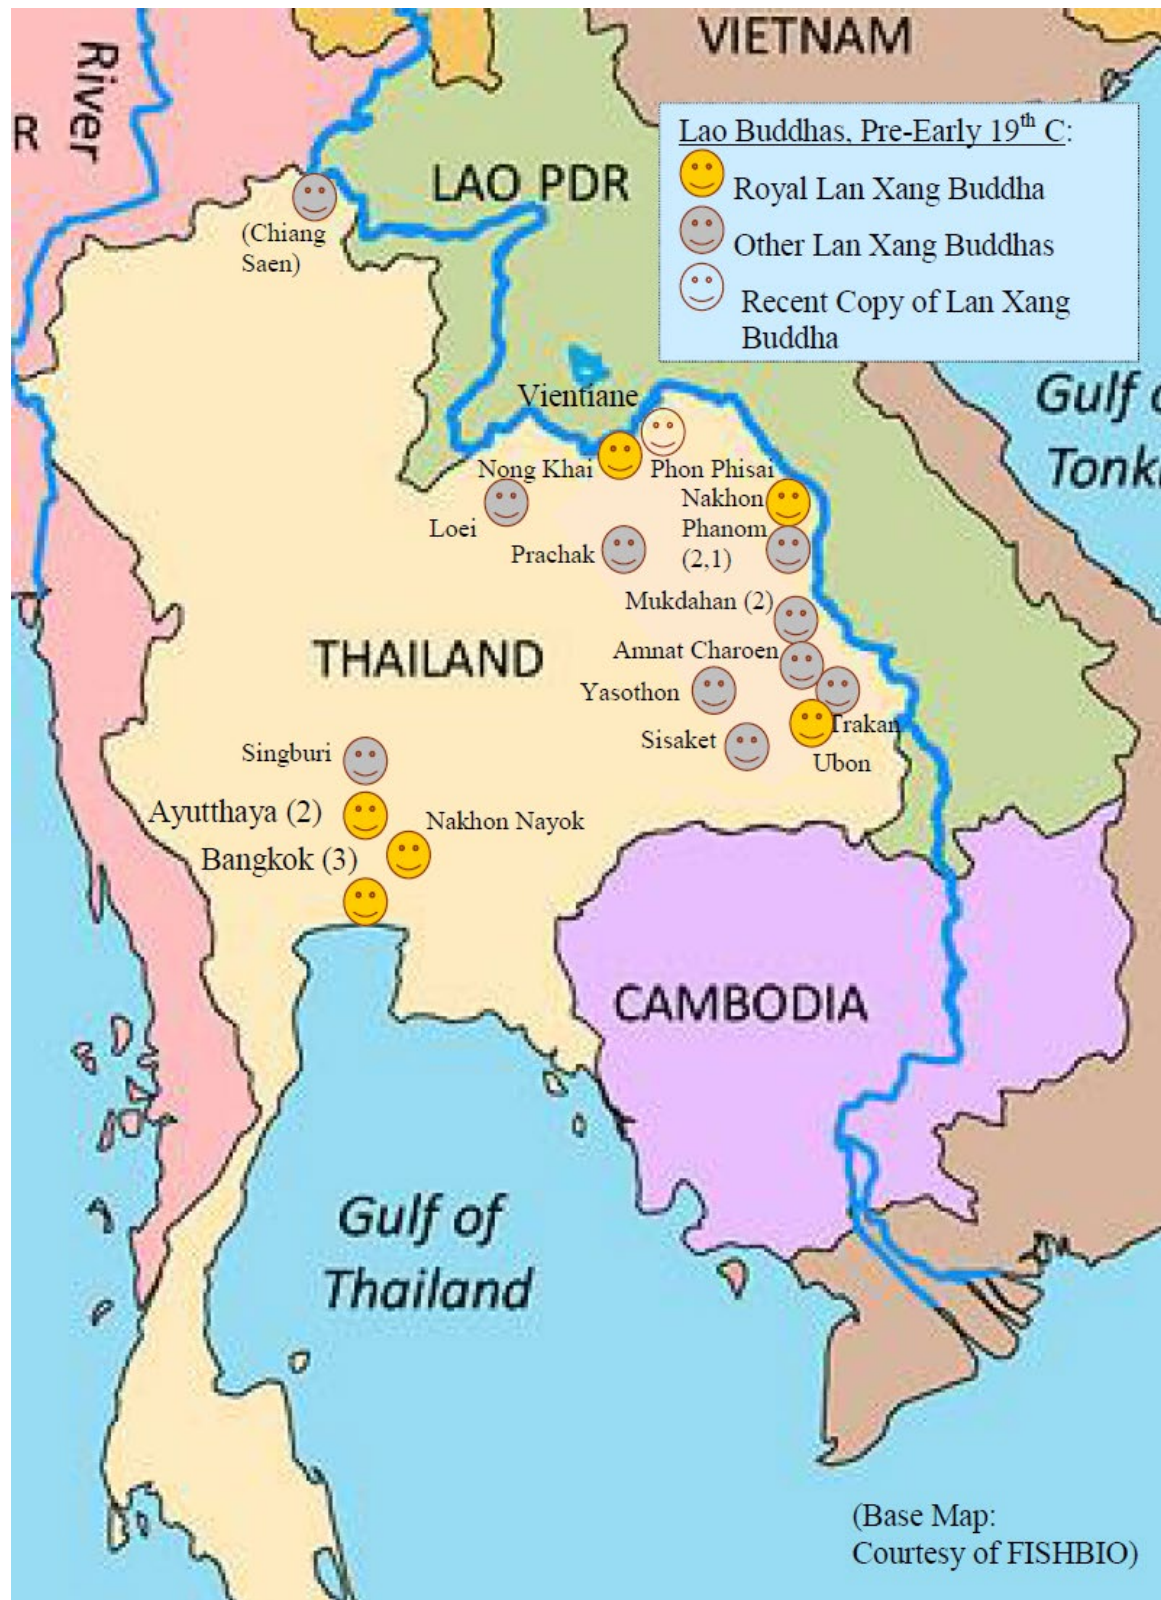 VIETNAM
River
R
Lao Buddhas, Pre-Early 19th C:
Royal Lan Xang Buddha
Other Lan Xang Buddhas
Recent Copy of Lan Xang
Buddha
LAO PDR
(Chiang
Saen)
Gulf o
Tonki
Vientiane
Nong Khai
Phon Phisai
Nakhon
Phanom
(2,1)
Loei
Prachak
Mukdahan (2)
Amnat Charoen
THAILAND
Yasothon
Trakan
Sisaket
Ubon
Singburi
Ayutthaya (2)
Nakhon Nayok
Bangkok (3)
CAMBODIA
Gulf of
Thailand
(Base Map:
Courtesy of FISHBIO)